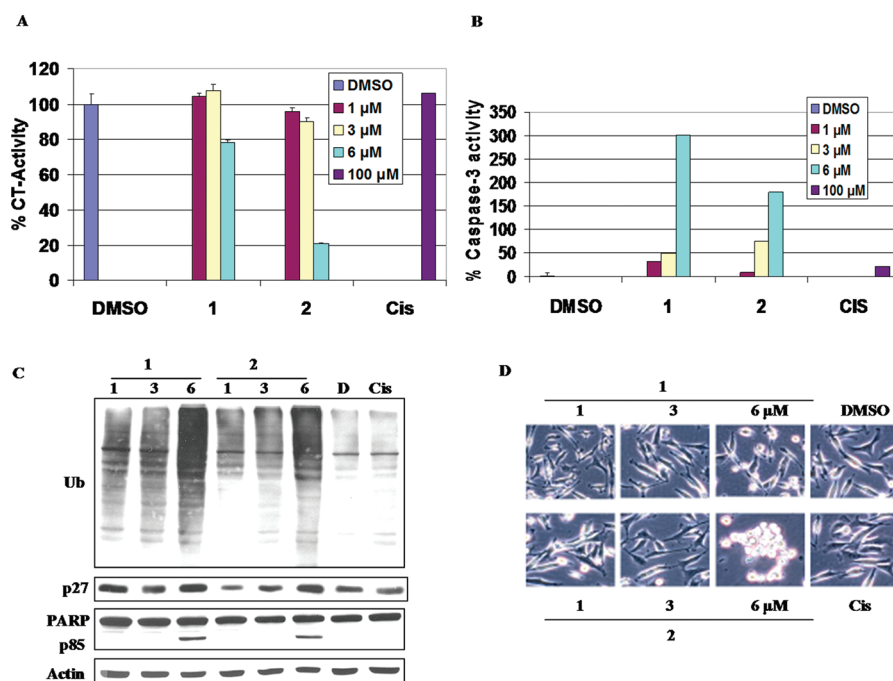 A
% CT-Activity
120
100
80
60
40
20
0
DMSO
1
2
Cis
DMSO
1 µM
3 µM
6 µM
100 µM
B
% Caspase-3 activity
350
300
250
200
150
100
50
0
DMSO
1
2
CIS
DMSO
1 µM
3 µM
6 µM
100 µM
C
1
2
1 3 6 1 3 6 D Cis
Ub
p27
PARP
p85
Actin
D
1
1 3 6 µM DMSO
1 3 6 µM Cis
2